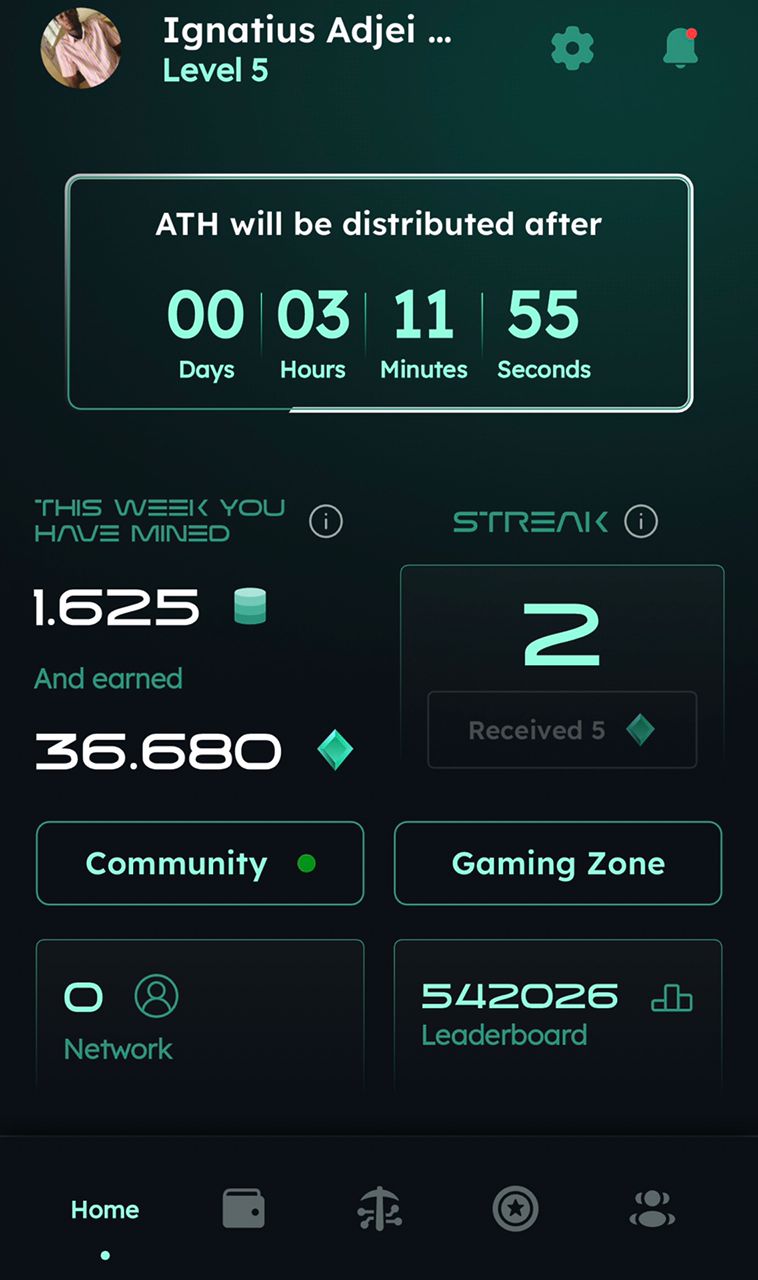 Ignatius Adjei ...
Level 5
ATH will be distributed after
00 03 11 55
Days Hours Minutes Seconds
THIS WEEK YOU
HAVE MINED
STREAK
1.625
2
And earned
Received 5
36.680
Community
Gaming Zone
0
Network
542026
Leaderboard
Home